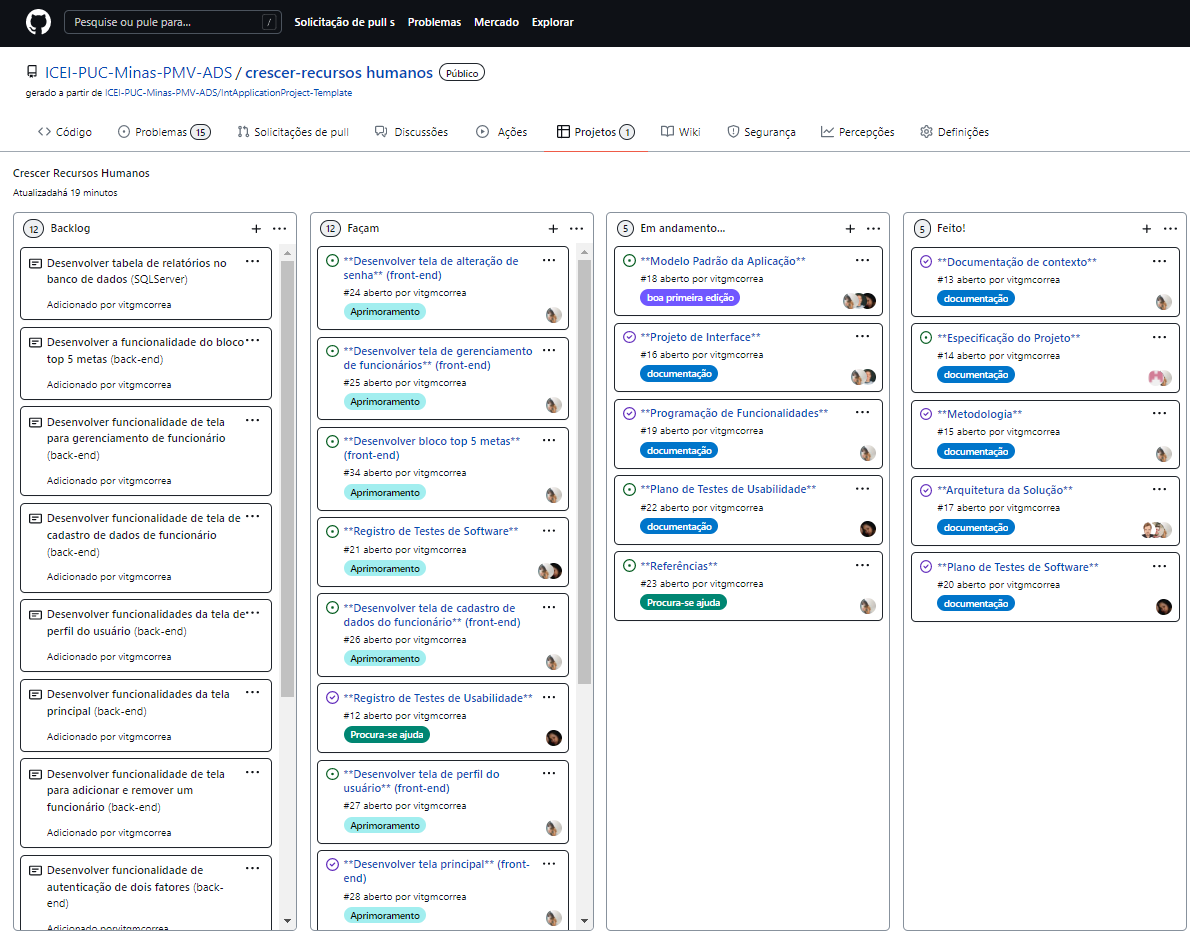 Pesquise ou pule para... /
Solicitação de pull s Problemas Mercado Explorar
ICEI-PUC-Minas-PMV-ADS / crescer-recursos humanos Público
gerado a partir de ICEI-PUC-Minas-PMV-ADS/IntApplicationProject-Template
Código Problemas 15 Solicitações de pull Discussões Ações Projetos 1 Wiki Segurança Percepções Definições
Crescer Recursos Humanos
Atualizadahá 19 minutos
12 Backlog
Desenvolver tabela de relatórios no
banco de dados (SQLServer)
Adicionado por vitgmcorrea
Desenvolver a funcionalidade do bloco
top 5 metas (back-end)
Adicionado por vitgmcorrea
Desenvolver funcionalidade de tela
para gerenciamento de funcionário
(back-end)
Adicionado por vitgmcorrea
Desenvolver funcionalidade de tela de
cadastro de dados de funcionário
(back-end)
Adicionado por vitgmcorrea
Desenvolver funcionalidades da tela de
perfil do usuário (back-end)
Adicionado por vitgmcorrea
Desenvolver funcionalidades da tela
principal (back-end)
Adicionado por vitgmcorrea
Desenvolver funcionalidade de tela
para adicionar e remover um
funcionário (back-end)
Adicionado por vitgmcorrea
Desenvolver funcionalidade de
autenticação de dois fatores (back-
end)
Adicionado porvitgmcorrea
12 Façam
**Desenvolver tela de alteração de
senha** (front-end)
#24 aberto por vitgmcorrea
Aprimoramento
**Desenvolver tela de gerenciamento
de funcionários** (front-end)
#25 aberto por vitgmcorrea
Aprimoramento
**Desenvolver bloco top 5 metas**
(front-end)
#34 aberto por vitgmcorrea
Aprimoramento
**Registro de Testes de Software**
#21 aberto por vitgmcorrea
Aprimoramento
**Desenvolver tela de cadastro de
dados do funcionário** (front-end)
#26 aberto por vitgmcorrea
Aprimoramento
**Registro de Testes de Usabilidade**
#12 aberto por vitgmcorrea
Procura-se ajuda
**Desenvolver tela de perfil do
usuário** (front-end)
#27 aberto por vitgmcorrea
Aprimoramento
**Desenvolver tela principal** (front-
end)
#28 aberto por vitgmcorrea
Aprimoramento
5 Em andamento...
**Modelo Padrão da Aplicação**
#18 aberto por vitgmcorrea
boa primeira edição
**Projeto de Interface**
#16 aberto por vitgmcorrea
documentação
**Programação de Funcionalidades**
#19 aberto por vitgmcorrea
documentação
**Plano de Testes de Usabilidade**
#22 aberto por vitgmcorrea
documentação
**Referências**
#23 aberto por vitgmcorrea
Procura-se ajuda
5 Feito!
**Documentação de contexto**
#13 aberto por vitgmcorrea
documentação
**Especificação do Projeto**
#14 aberto por vitgmcorrea
documentação
**Metodologia**
#15 aberto por vitgmcorrea
documentação
**Arquitetura da Solução**
#17 aberto por vitgmcorrea
documentação
**Plano de Testes de Software**
#20 aberto por vitgmcorrea
documentação